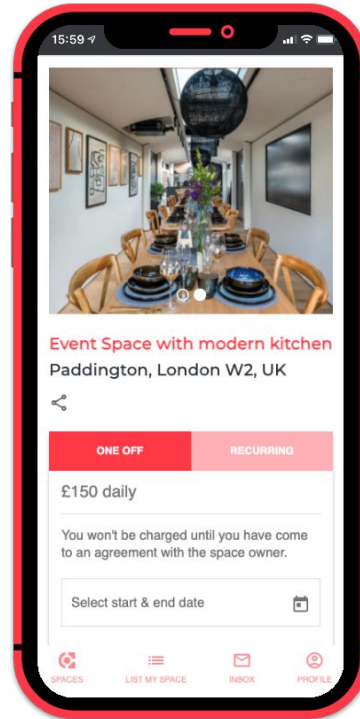 15:59
Event Space with modern kitchen
Paddington, London W2, UK
ONE OFF
RECURRING
£150 daily
You won't be charged until you have come
to an agreement with the space owner.
Select start & end date
SPACES
LIST MY SPACE
INBOX
PROFILE